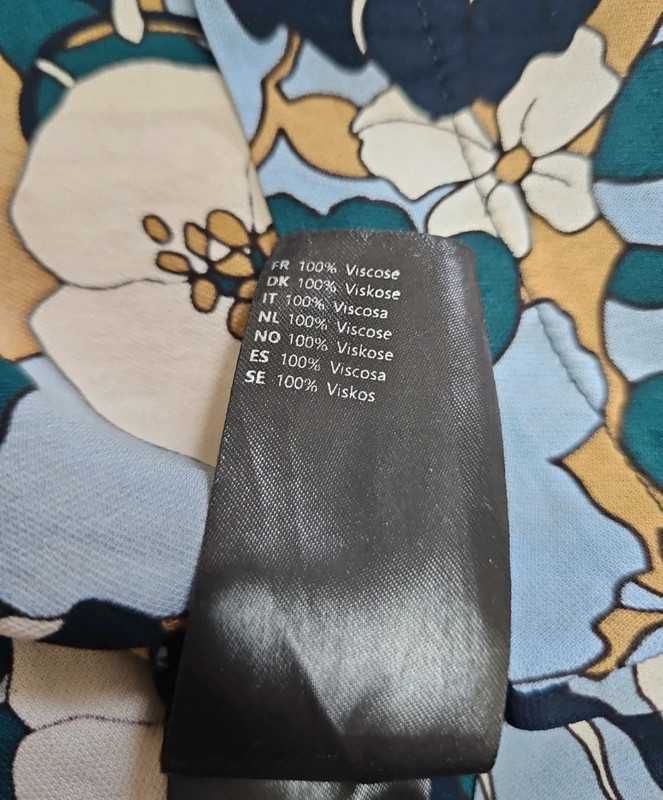 FR 100% Viscose
DK 100% Viskose
IT 100% Viscosa
NL 100% Viscose
NO 100% Viskose
ES 100% Viscosa
SE 100% Viskos